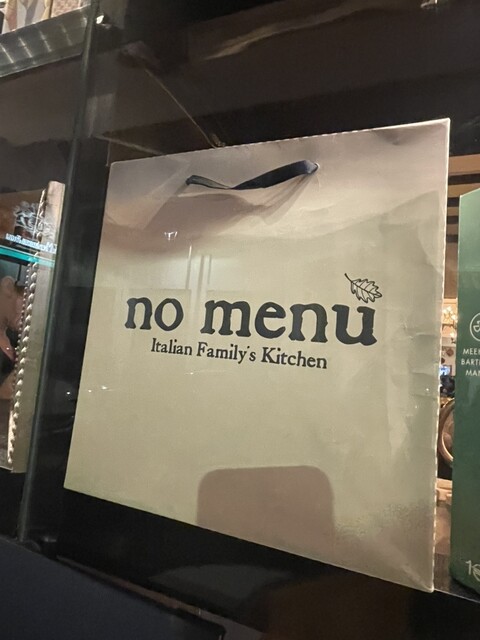 no menu
Italian Family's Kitchen